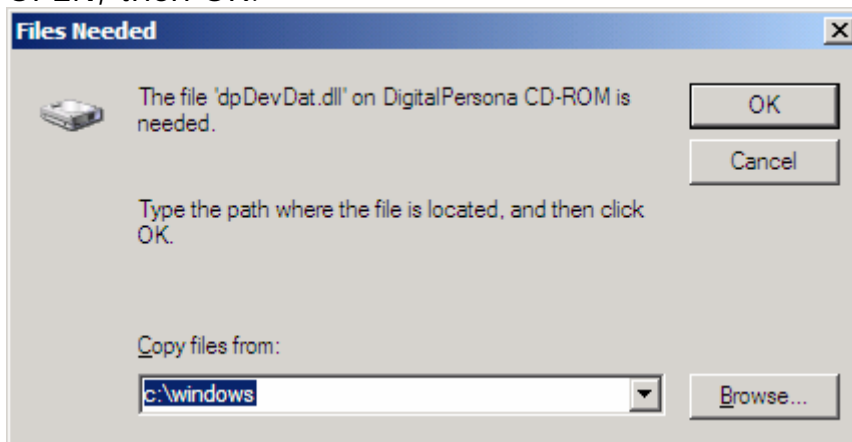 Files Needed
The file 'dpDevDat.dll' on DigitalPersona CD-ROM is
needed.
OK
Cancel
Type the path where the file is located, and then click
OK.
Copy files from:
c:\windows
Browse...